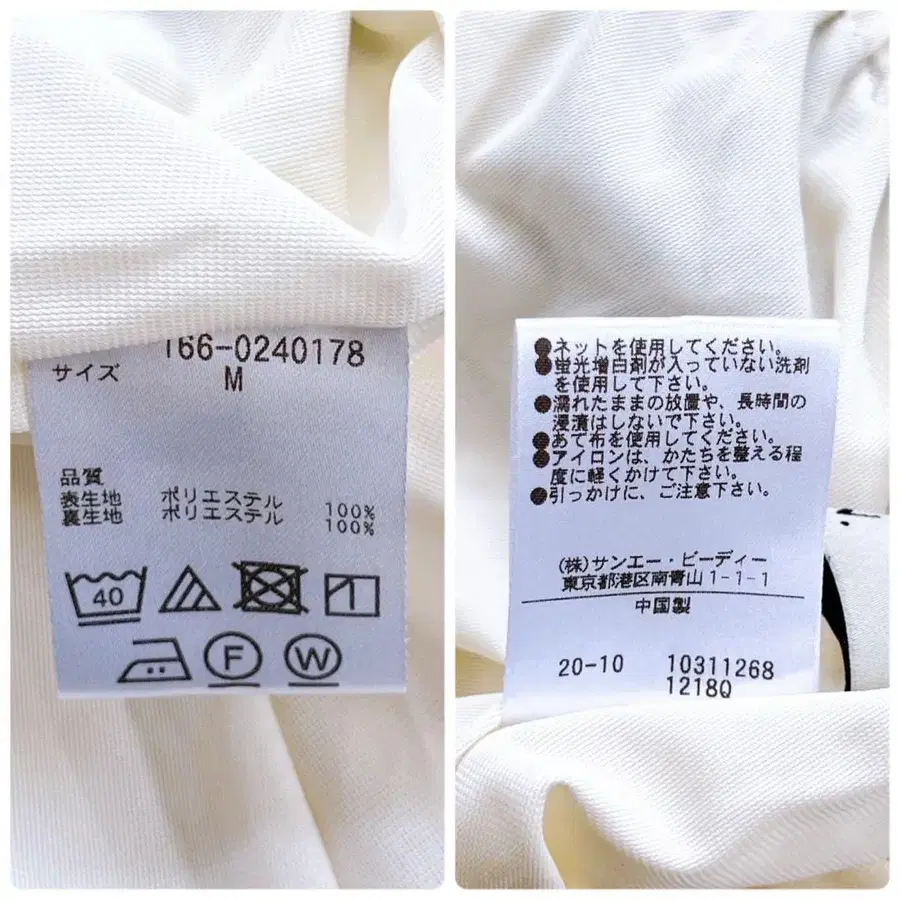 166-0240178
サイズ
M
品質
表生地 ポリエステル 100%
裏生地 ポリエステル 100%
40
F
W
●ネットを使用してください。
●蛍光増白剤が入っていない洗剤
を使用して下さい。
●濡れたままの放置や、長時間の
浸漬はしないで下さい。
●あて布を使用してください。
●アイロンは、かたちを整える程
度に軽くかけて下さい。
●引っかけに、ご注意下さい。
(株)サンエー・ビーディー
東京都港区南青山1-1-1
中国製
20-10 10311268
1218Q